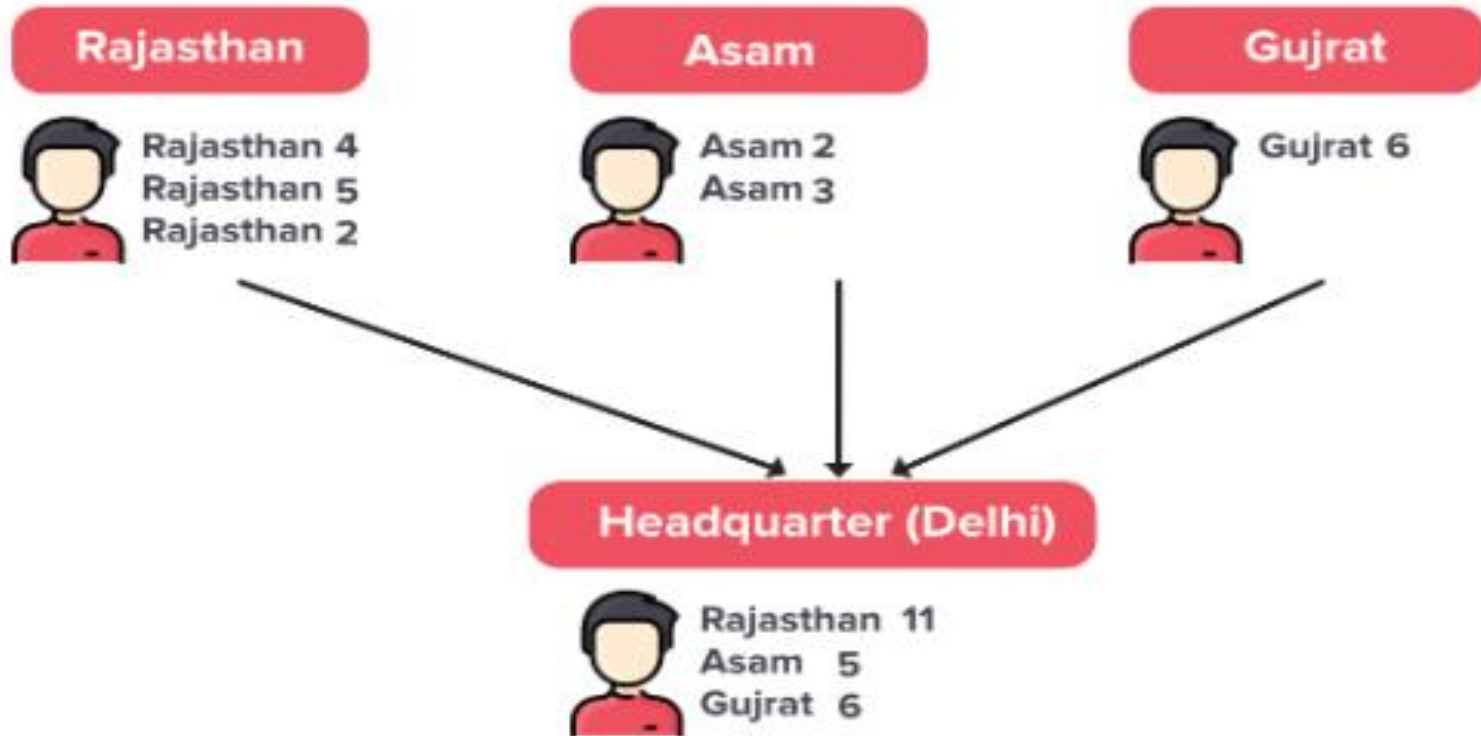 Rajasthan
Rajasthan 4
Rajasthan 5
Rajasthan 2
Asam
Asam 2
Asam 3
Gujrat
Gujrat 6
Headquarter (Delhi)
Rajasthan 11
Asam 5
Gujrat 6